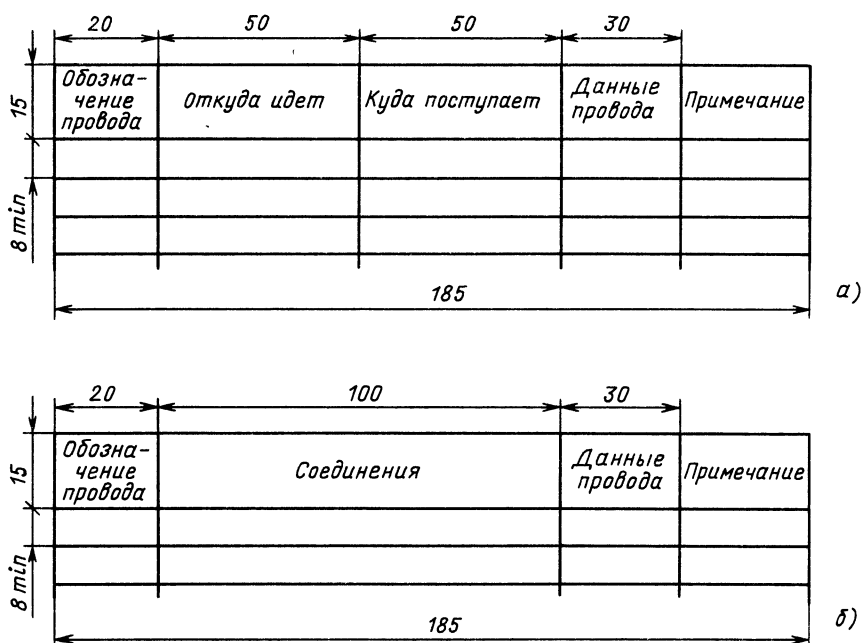 20 50 50 30
15
Обозна-
чение
провода
Откуда идет
Куда поступает
Данные
провода
Примечание
8 min
185
а)
20 100 30
15
Обозна-
чение
провода
Соединения
Данные
провода
Примечание
8 min
185
б)